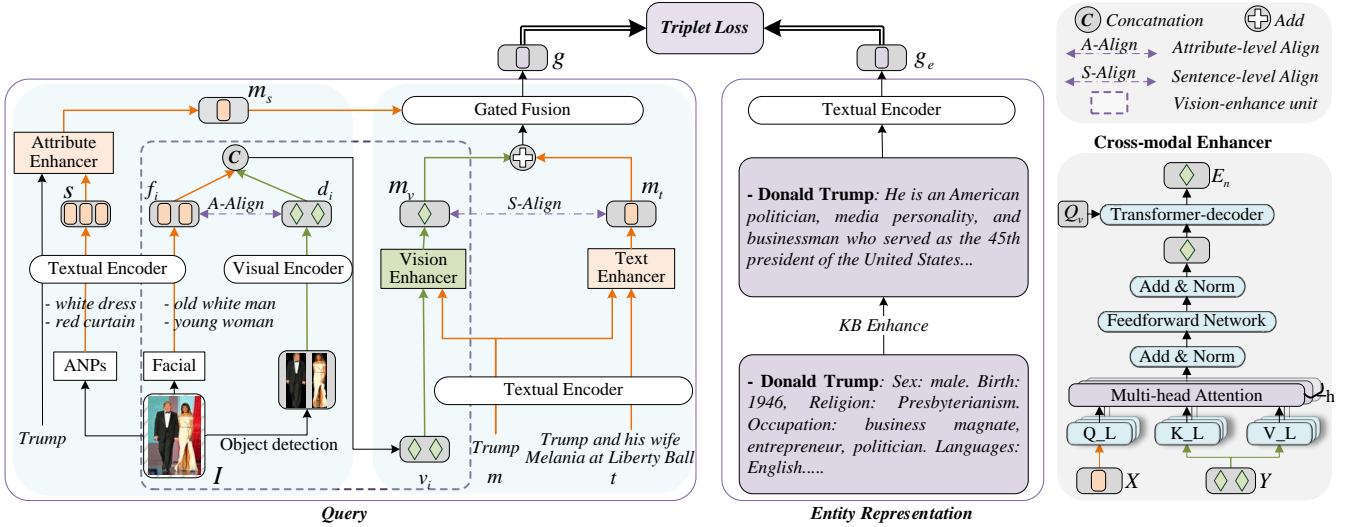 Triplet Loss
g
g_e
m_s
Gated Fusion
Attribute
Enhancer
C
s
f_i
A-Align
d_i
m_v
S-Align
m_t
Textual Encoder
Visual Encoder
Vision
Enhancer
Text
Enhancer
- white dress
- red curtain
- old white man
- young woman
ANPs
Facial
Textual Encoder
Trump
I
Object detection
v_i
Trump
m
Trump and his wife
Melania at Liberty Ball
t
Query
Textual Encoder
- Donald Trump: He is an American
politician, media personality, and
businessman who served as the 45th
president of the United States...
KB Enhance
- Donald Trump: Sex: male. Birth:
1946, Religion: Presbyterianism.
Occupation: business magnate,
entrepreneur, politician. Languages:
English.....
Entity Representation
C Concatnation
Add
A-Align Attribute-level Align
S-Align Sentence-level Align
Vision-enhance unit
Cross-modal Enhancer
E_n
Q_v
Transformer-decoder
Add & Norm
Feedforward Network
Add & Norm
Multi-head Attention
h
Q_L
K_L
V_L
X
Y